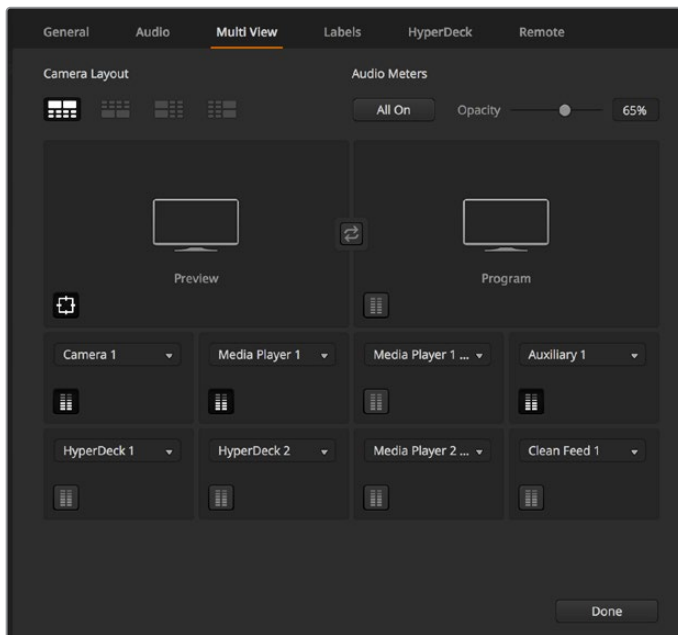 General Audio Multi View Labels HyperDeck Remote
Camera Layout Audio Meters
All On Opacity 65%
Preview Program
Camera 1 Media Player 1 Media Player 1 ... Auxiliary 1
HyperDeck 1 HyperDeck 2 Media Player 2 ... Clean Feed 1
Done